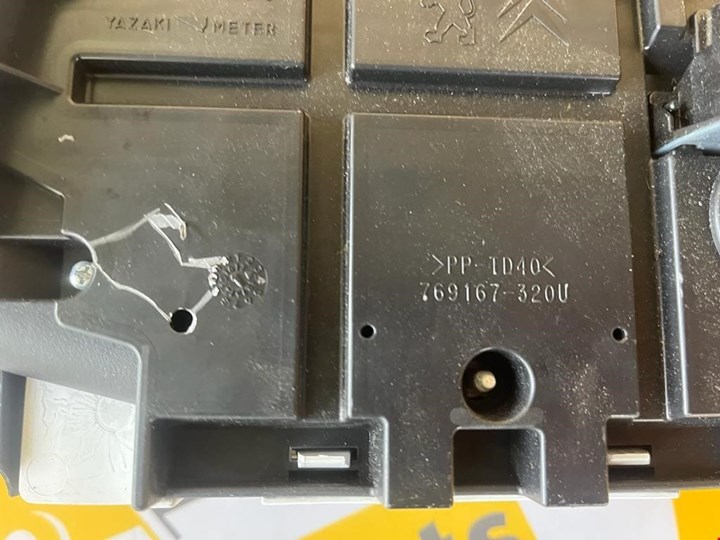 YAZAKI METER
>PP-TD40<
769167-320U